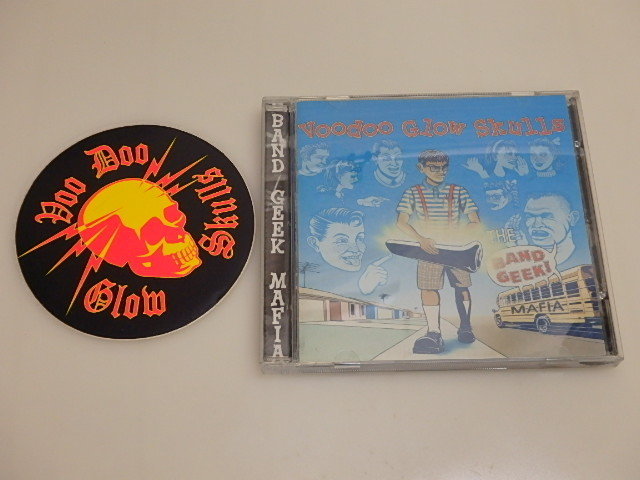 Voo Doo
Glow
Skulls
BAND GEEK MAFIA
Voodoo Glow Skulls
THE
BAND
GEEK!
MAFIA